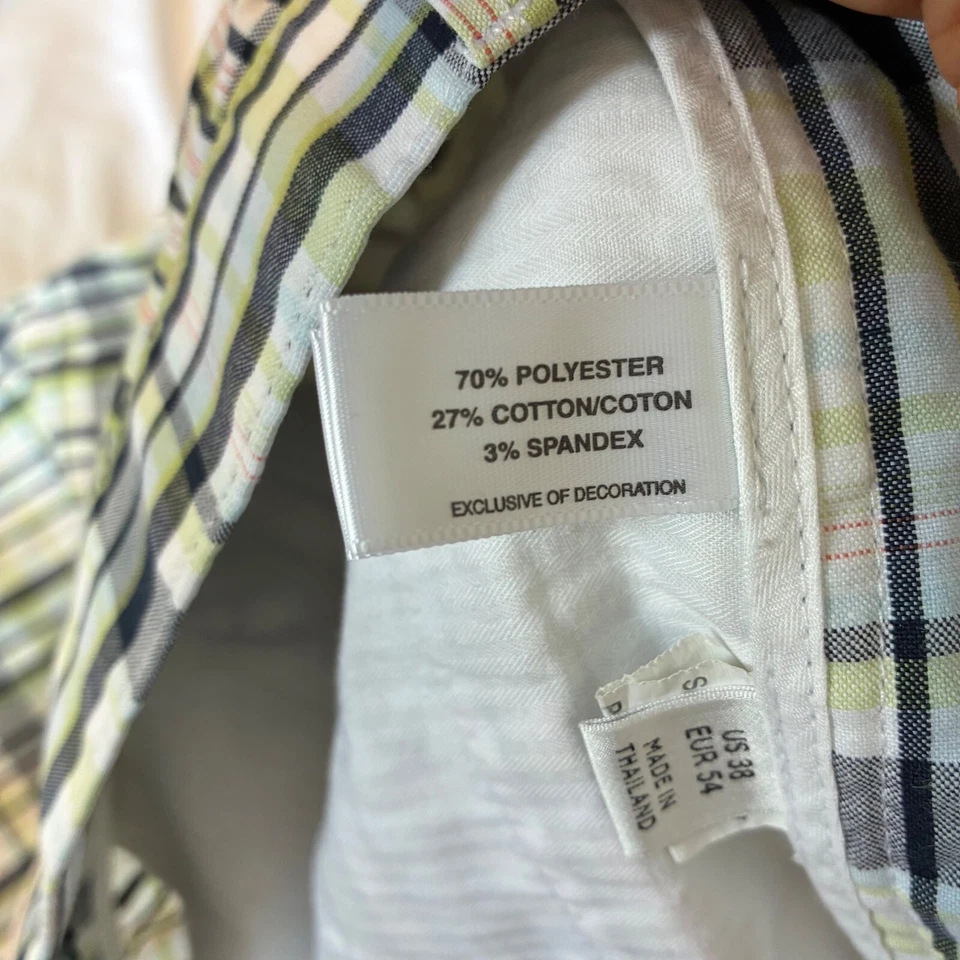 70% POLYESTER
27% COTTON/COTON
3% SPANDEX
EXCLUSIVE OF DECORATION
US 38
EUR 54
MADE IN
THAILAND